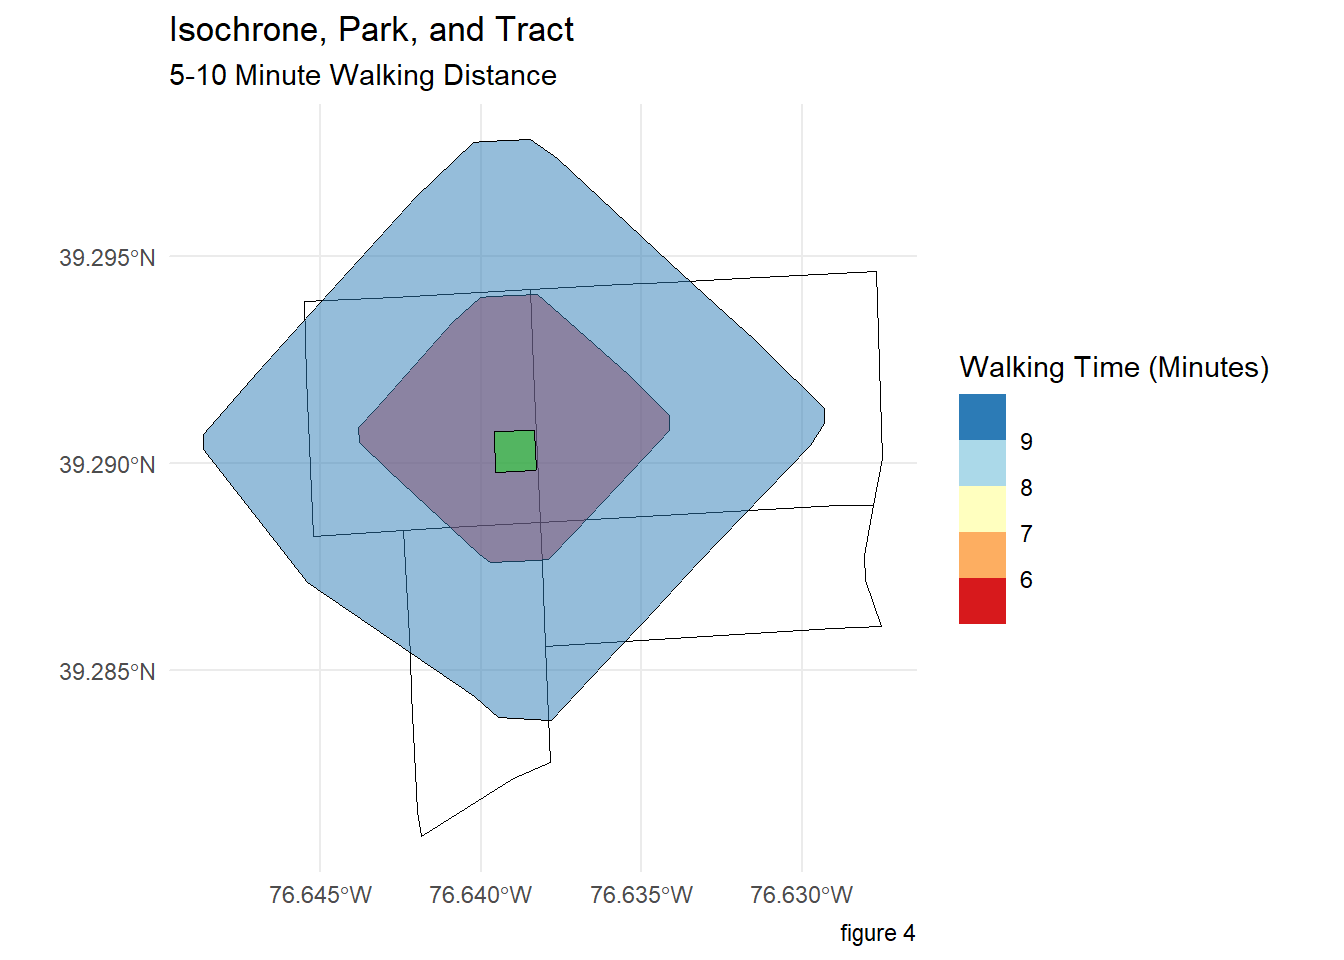 Isochrone, Park, and Tract
5-10 Minute Walking Distance
39.295°N
39.290°N
39.285°N
76.645°W
76.640°W
76.635°W
76.630°W
Walking Time (Minutes)
9
8
7
6
figure 4